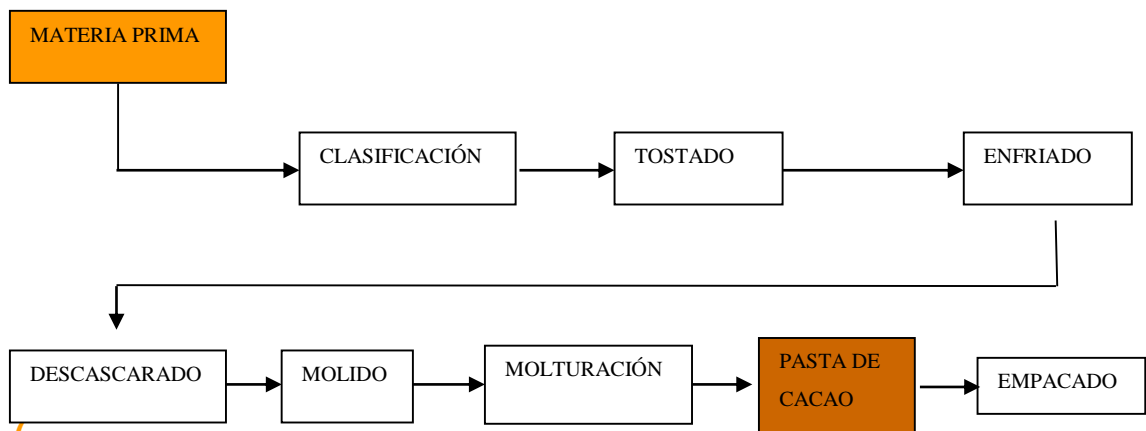 MATERIA PRIMA
CLASIFICACIÓN
TOSTADO
ENFRIADO
DESCASCARADO
MOLIDO
MOLTURACIÓN
PASTA DE
CACAO
EMPACADO